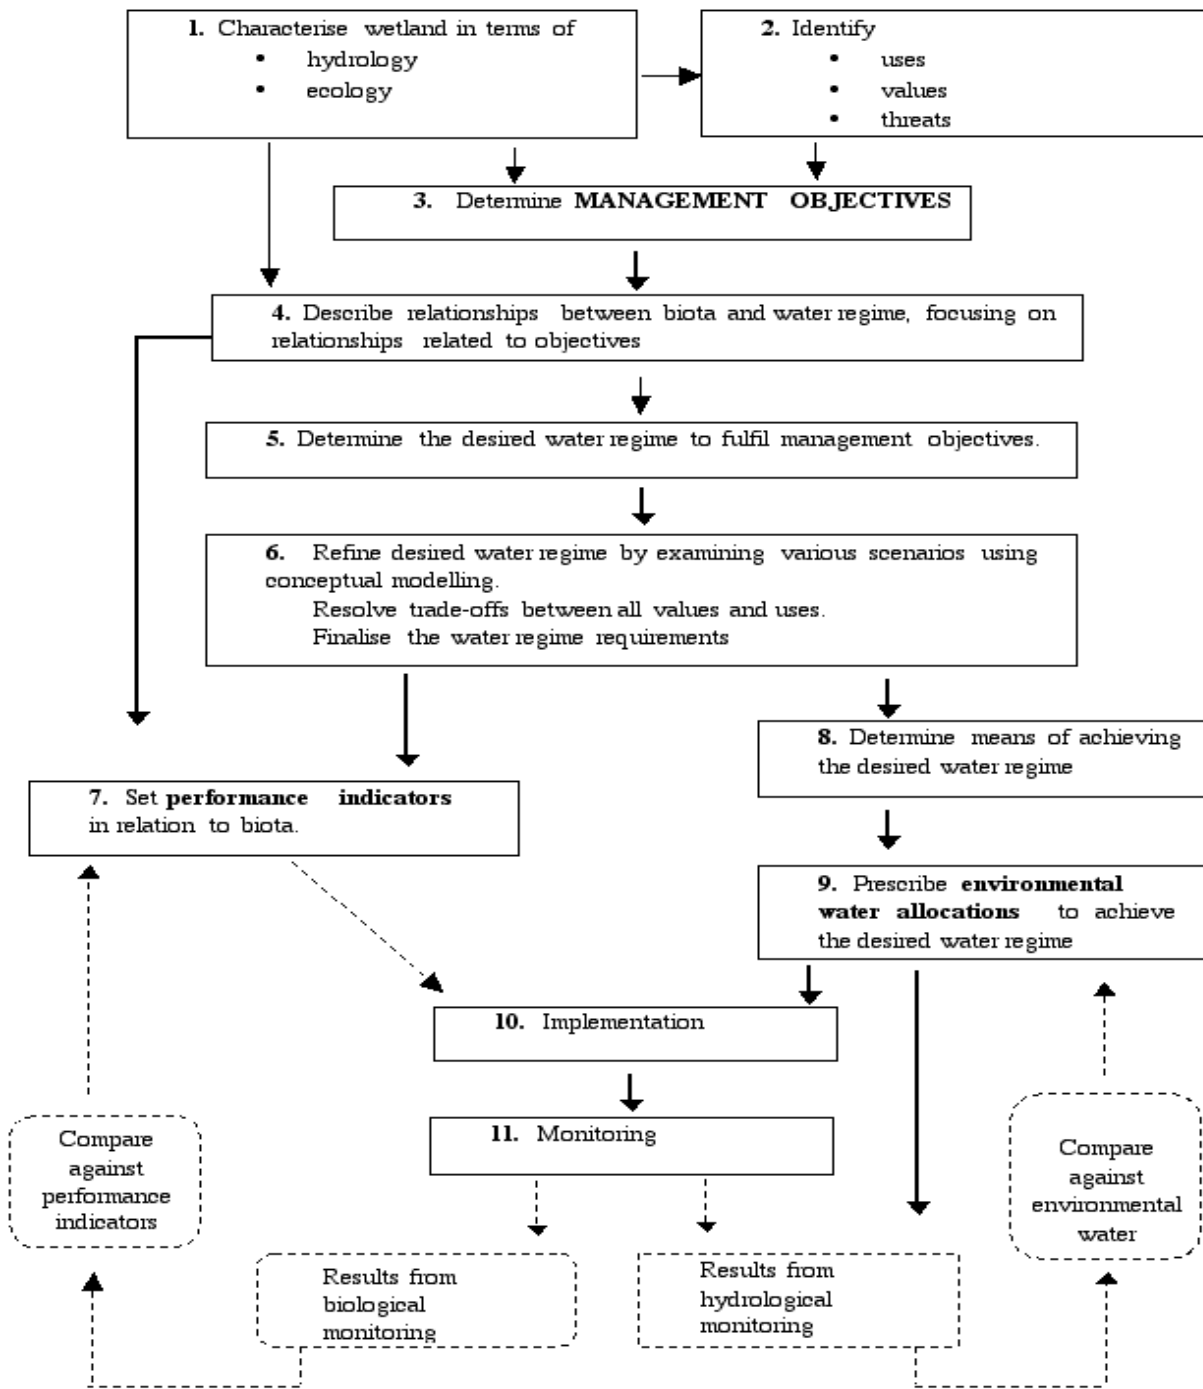 1. Characterise wetland in terms of
• hydrology
• ecology
2. Identify
• uses
• values
• threats
3. Determine MANAGEMENT OBJECTIVES
4. Describe relationships between biota and water regime, focusing on
relationships related to objectives
5. Determine the desired water regime to fulfil management objectives.
6. Refine desired water regime by examining various scenarios using
conceptual modelling.
Resolve trade-offs between all values and uses.
Finalise the water regime requirements
8. Determine means of achieving
the desired water regime
7. Set performance indicators
in relation to biota.
9. Prescribe environmental
water allocations to achieve
the desired water regime
10. Implementation
11. Monitoring
Compare
against
performance
indicators
Compare
against
environmental
water
Results from
biological
monitoring
Results from
hydrological
monitoring